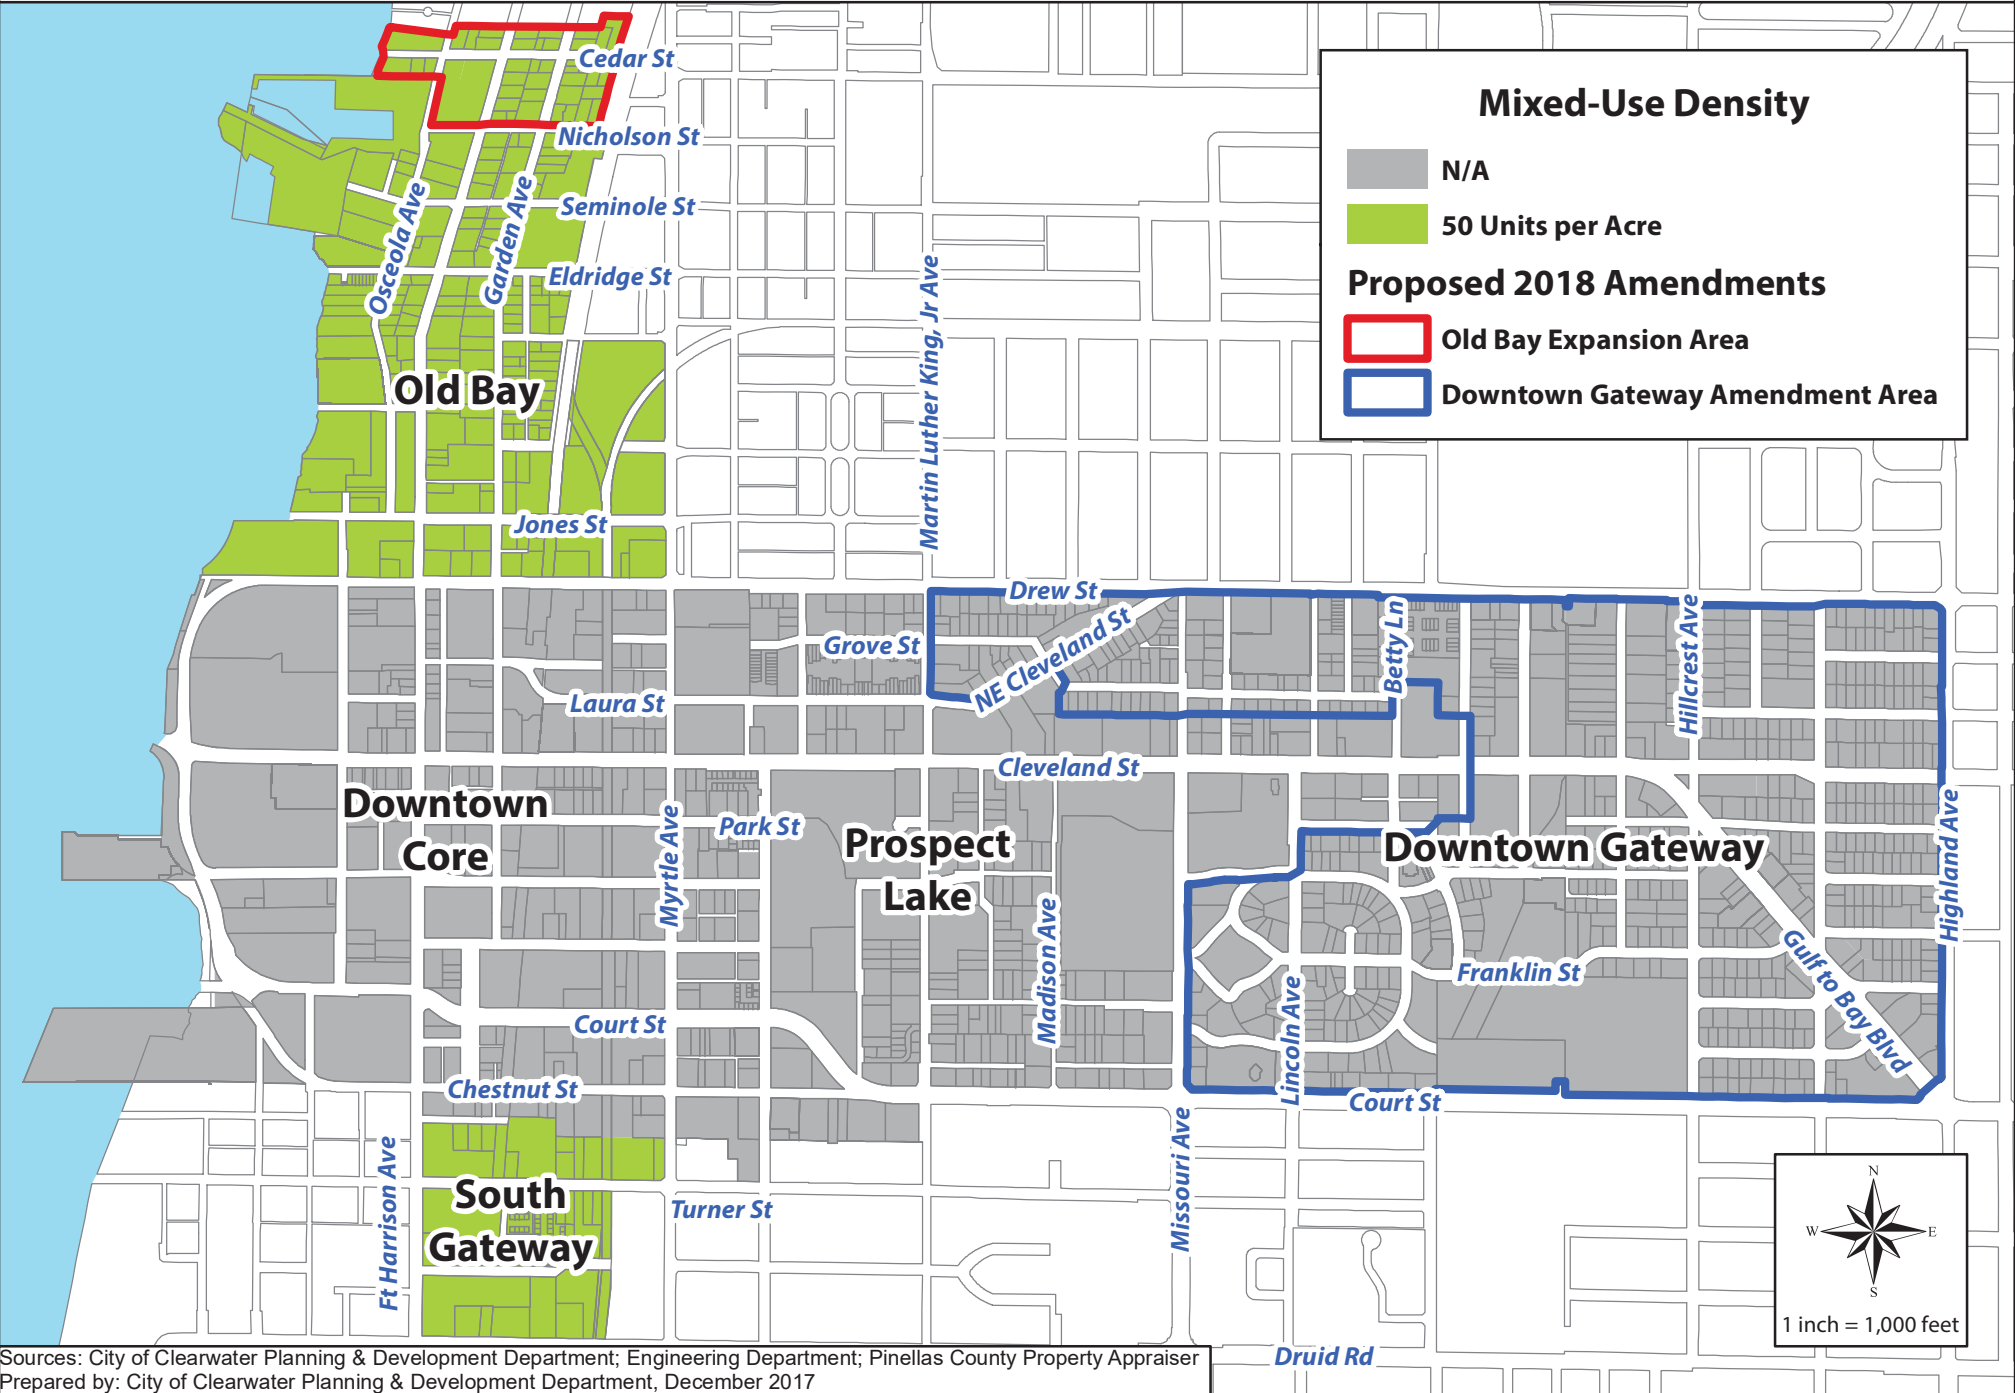 Cedar St
Nicholson St
Seminole St
Osceola Ave
Garden Ave
Eldridge St
Martin Luther King, Jr Ave
Old Bay
Jones St
Mixed-Use Density
N/A
50 Units per Acre
Proposed 2018 Amendments
Old Bay Expansion Area
Downtown Gateway Amendment Area
Drew St
Grove St
NE Cleveland St
Betty Ln
Hillcrest Ave
Laura St
Cleveland St
Downtown
Core
Myrtle Ave
Park St
Prospect
Lake
Downtown Gateway
Highland Ave
Madison Ave
Gulf to Bay Blvd
Franklin St
Lincoln Ave
Court St
Chestnut St
Court St
Missouri Ave
Ft Harrison Ave
South
Gateway
Turner St
Druid Rd
N
W
E
S
1 inch = 1,000 feet
Sources: City of Clearwater Planning & Development Department; Engineering Department; Pinellas County Property Appraiser
Prepared by: City of Clearwater Planning & Development Department, December 2017